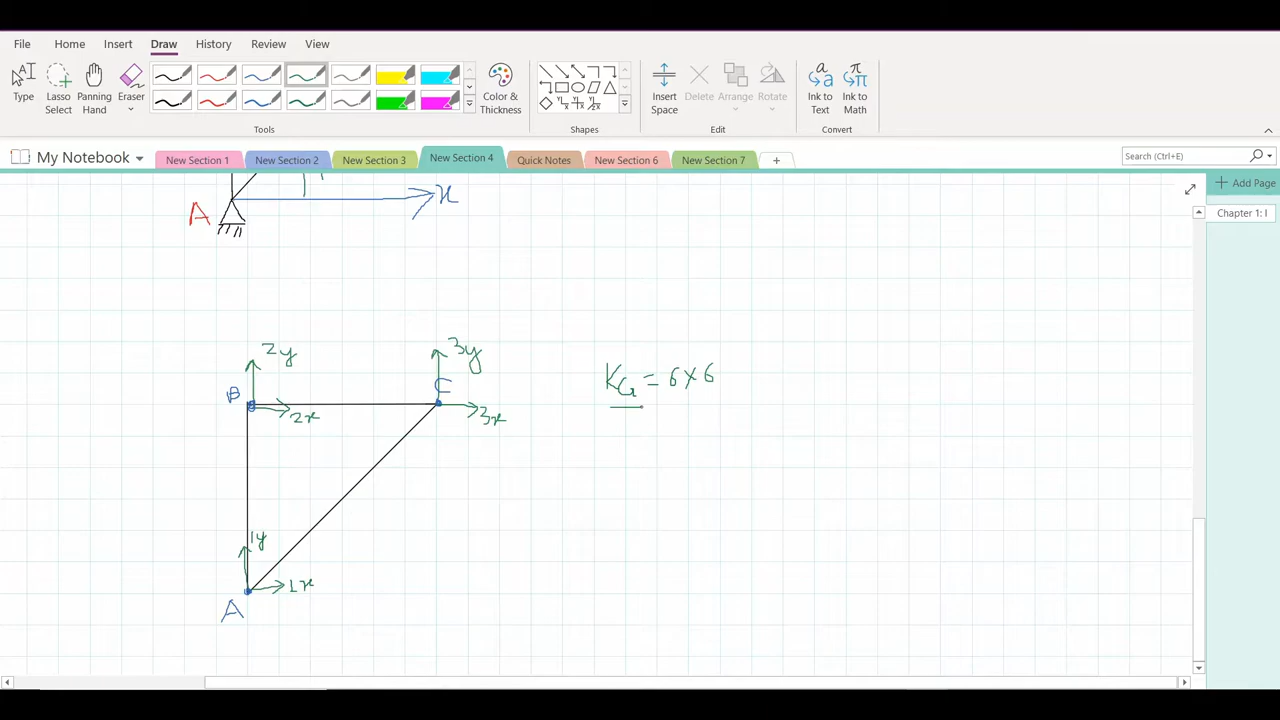 File Home Insert Draw History Review View
Type Lasso Select Panning Hand Eraser Color & Thickness Insert Space Delete Arrange Rotate Ink to Text Ink to Math
Tools Shapes Edit Convert
My Notebook New Section 1 New Section 2 New Section 3 New Section 4 Quick Notes New Section 6 New Section 7 Search (Ctrl+E)
Add Page
Chapter 1: I
x
A
2y 3y
B C KG = 6×6
2x 3x
1y
1x
A